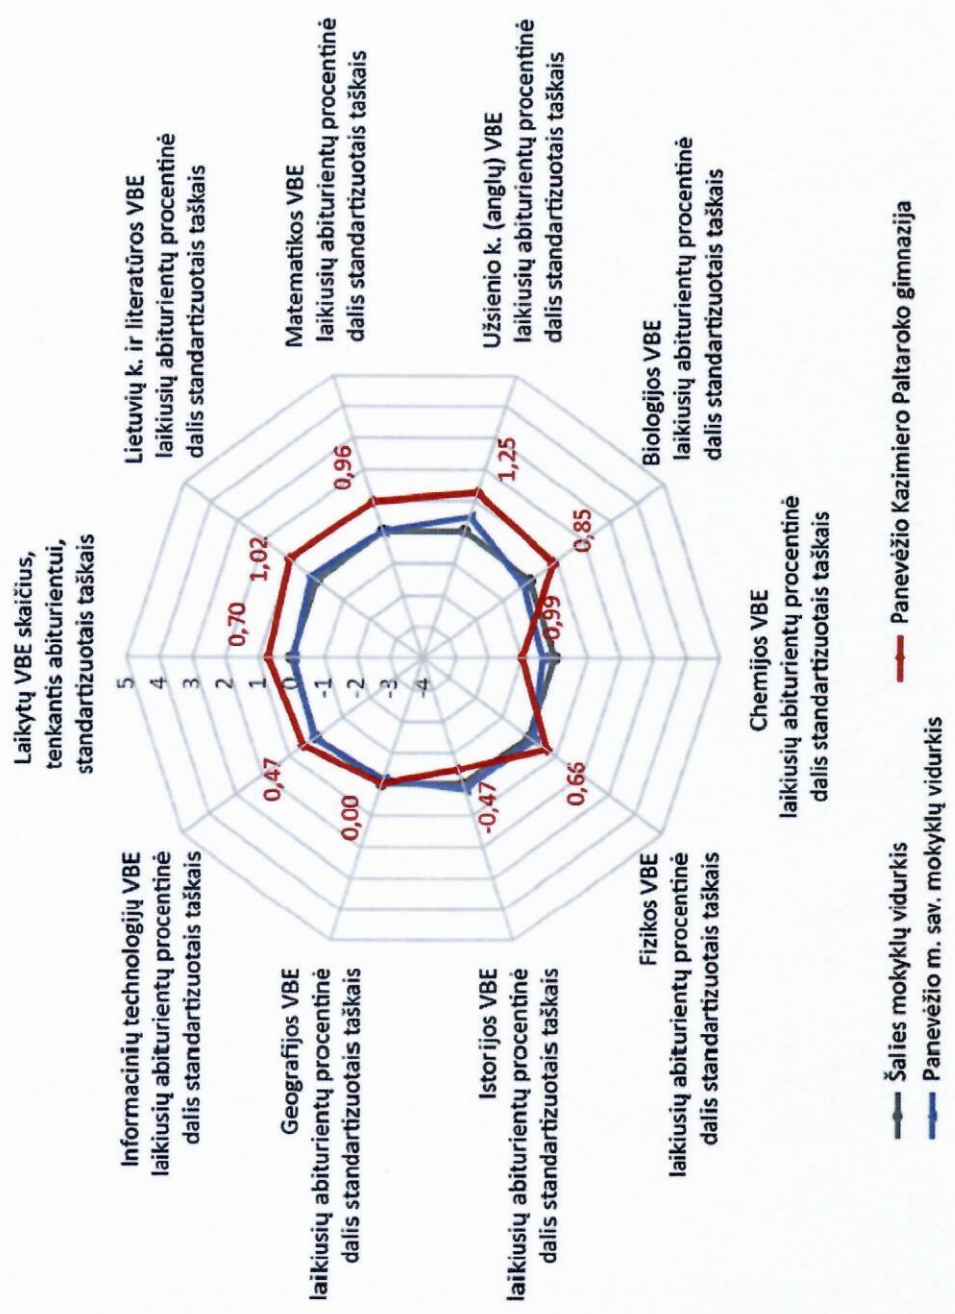 Laikytų VBE skaičius,
tenkantis abiturientui,
standartizuotais taškais
Lietuvių k. ir literatūros VBE
laikiusių abiturientų procentinė
dalis standartizuotais taškais
Matematikos VBE
laikiusių abiturientų procentinė
dalis standartizuotais taškais
Užsienio k. (anglų) VBE
laikiusių abiturientų procentinė
dalis standartizuotais taškais
Biologijos VBE
laikiusių abiturientų procentinė
dalis standartizuotais taškais
Chemijos VBE
laikiusių abiturientų procentinė
dalis standartizuotais taškais
Fizikos VBE
laikiusių abiturientų procentinė
dalis standartizuotais taškais
Istorijos VBE
laikiusių abiturientų procentinė
dalis standartizuotais taškais
Geografijos VBE
laikiusių abiturientų procentinė
dalis standartizuotais taškais
Informacinių technologijų VBE
laikiusių abiturientų procentinė
dalis standartizuotais taškais
5
4
3
2
1
0
-1
-2
-3
-4
0,70
1,02
0,96
1,25
0,85
-0,99
0,66
-0,47
0,00
0,47
Šalies mokyklų vidurkis
Panevėžio m. sav. mokyklų vidurkis
Panevėžio Kazimiero Paltaroko gimnazija